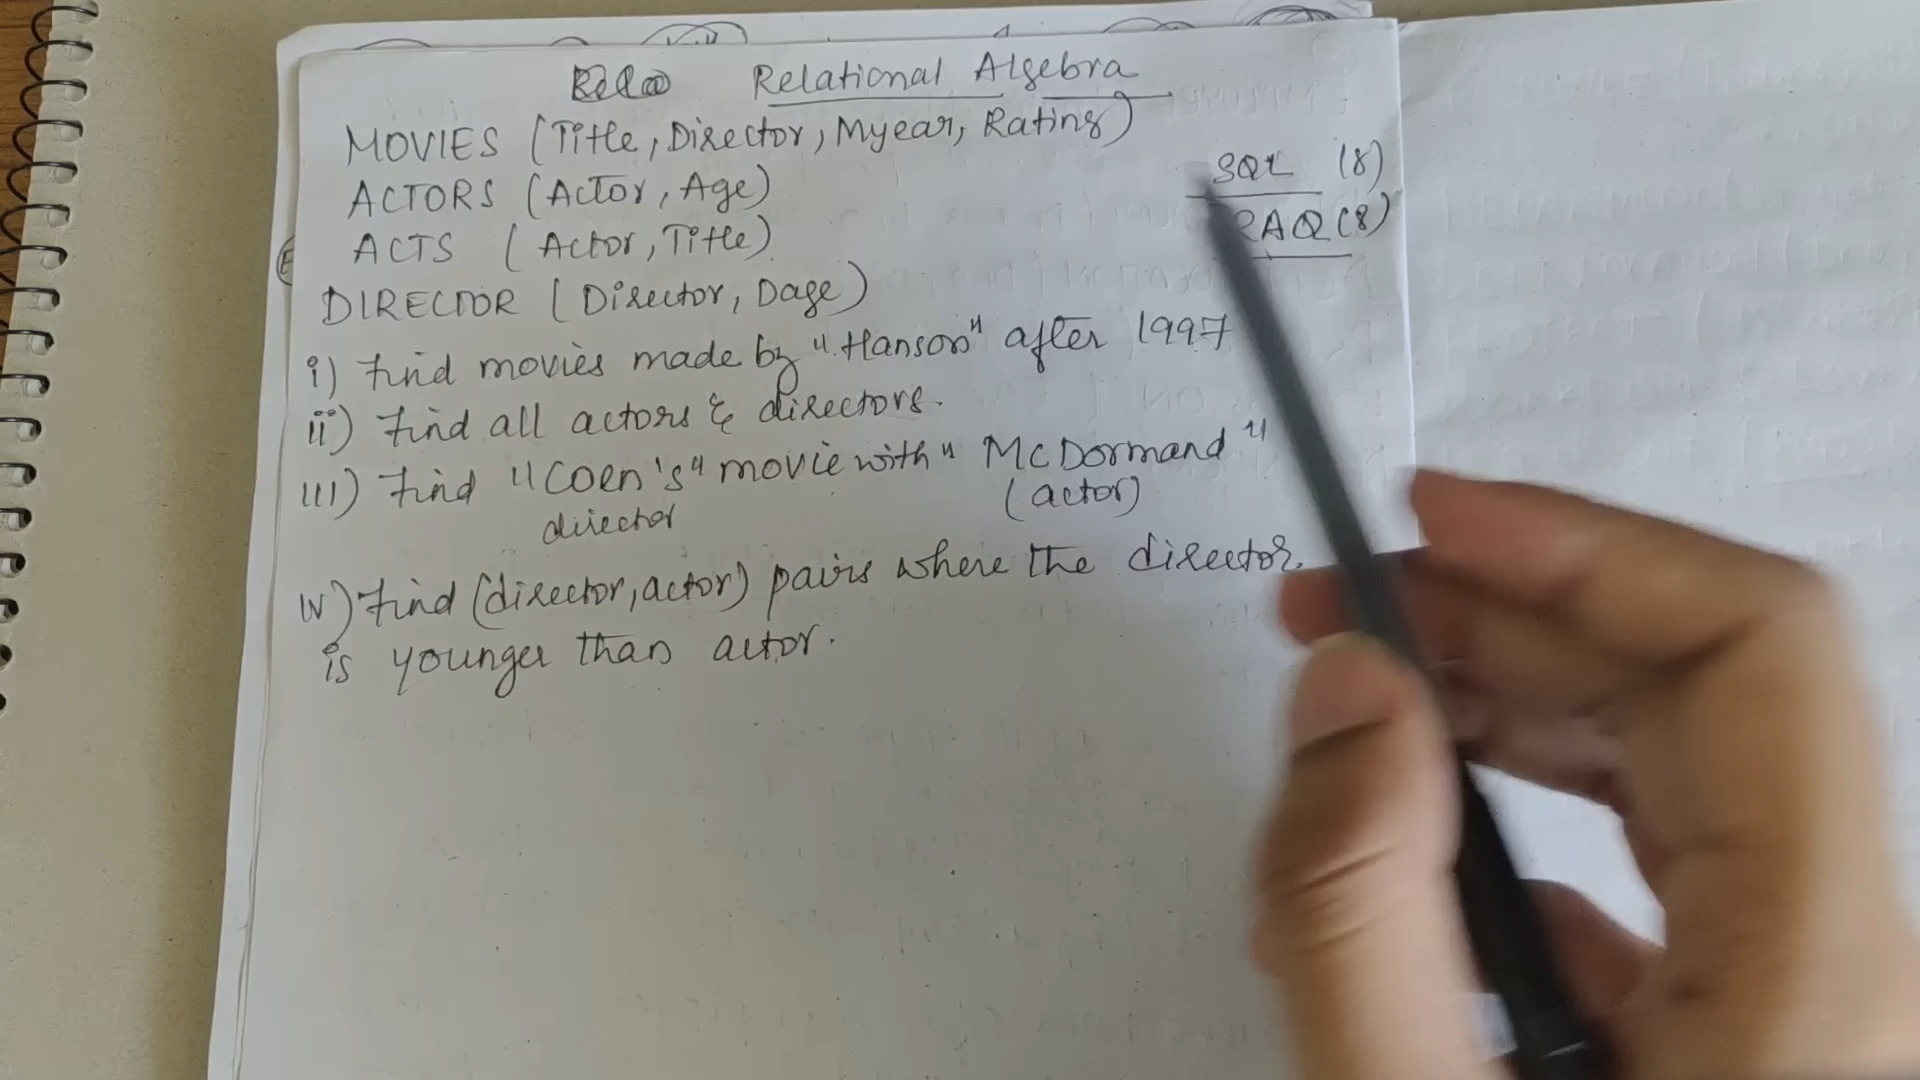 Relational Algebra
MOVIES (Title, Director, Myear, Rating)
SQL (8)
ACTORS (Actor, Age)
RAQ (8)
ACTS (Actor, Title)
DIRECTOR (Director, Dage)
i) Find movies made by "Hanson" after 1997
ii) Find all actors & directors.
iii) Find "Coen's" movie with "McDormand"
director (actor)
iv) Find (director, actor) pairs where the director
is younger than actor.